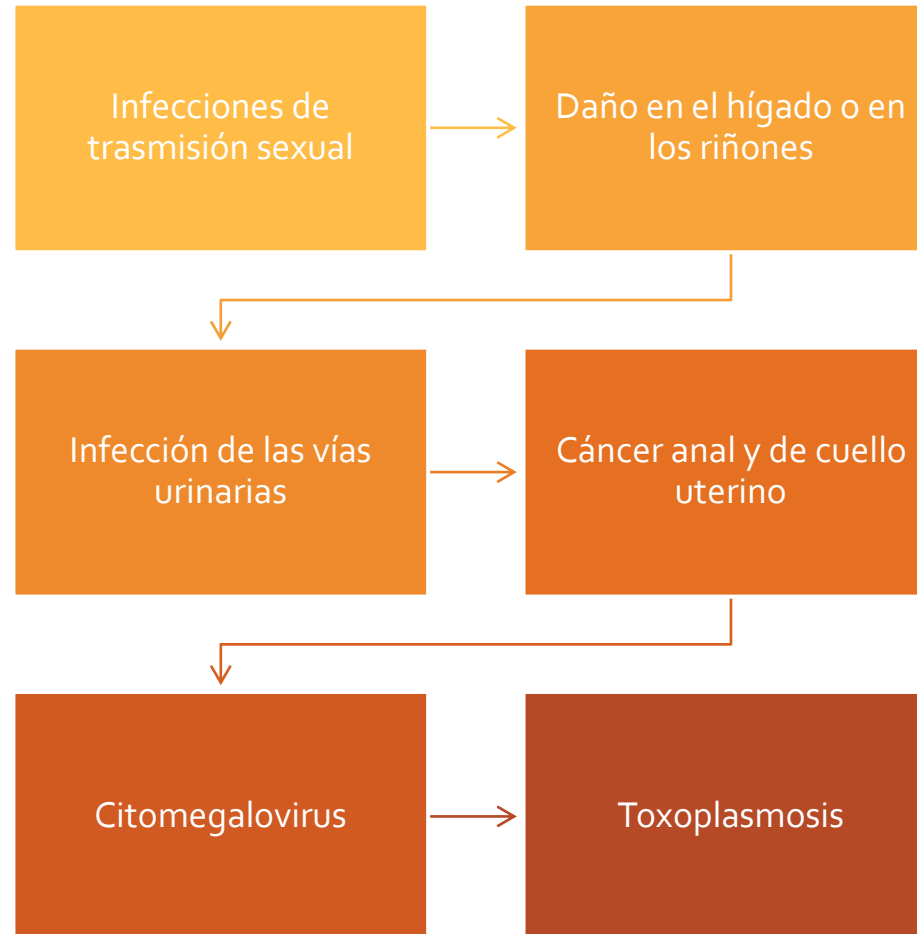 Infecciones de
trasmisión sexual
Daño en el hígado o en
los riñones
Infección de las vías
urinarias
Cáncer anal y de cuello
uterino
Citomegalovirus
Toxoplasmosis